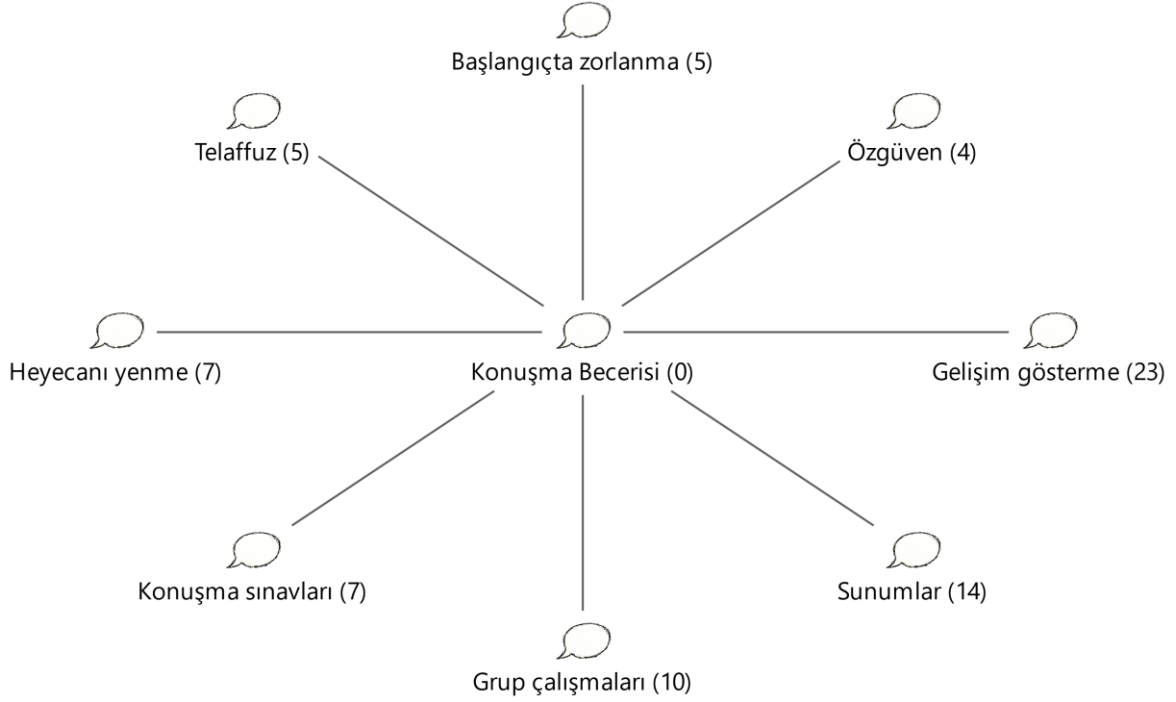 Başlangıçta zorlanma (5)
Telaffuz (5)
Özgüven (4)
Heyecanı yenme (7)
Konuşma Becerisi (0)
Gelişim gösterme (23)
Konuşma sınavları (7)
Sunumlar (14)
Grup çalışmaları (10)